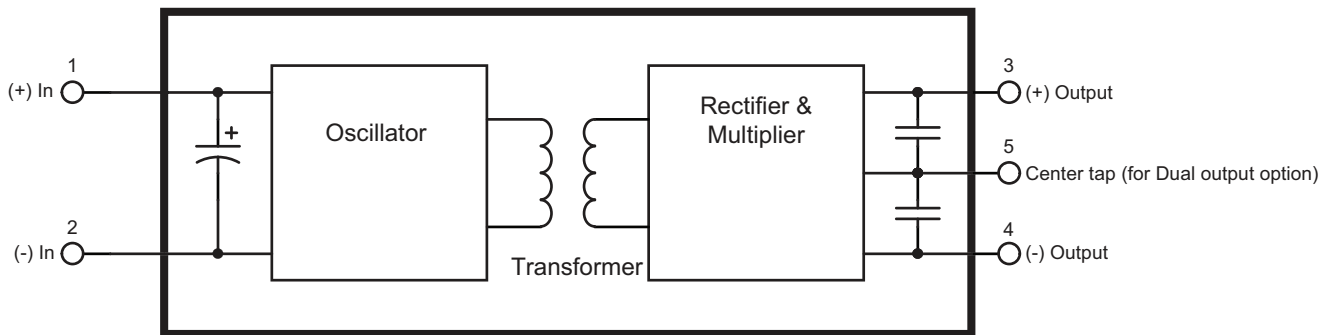 1
(+) In
2
(-) In
+
Oscillator
Transformer
Rectifier &
Multiplier
3
(+) Output
5
Center tap (for Dual output option)
4
(-) Output